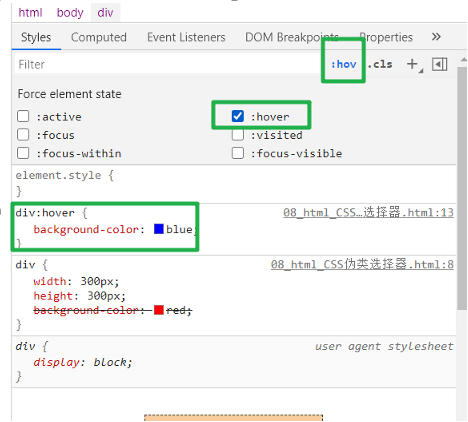 html body div
Styles Computed Event Listeners DOM Breakpoints Properties »
Filter :hov .cls +
Force element state
:active :hover
:focus :visited
:focus-within :focus-visible
element.style {
}
div:hover { 08_html_CSS…选择器.html:13
background-color: blue;
}
div { 08_html_CSS伪类选择器.html:8
width: 300px;
height: 300px;
background-color: red;
}
div { user agent stylesheet
display: block;
}